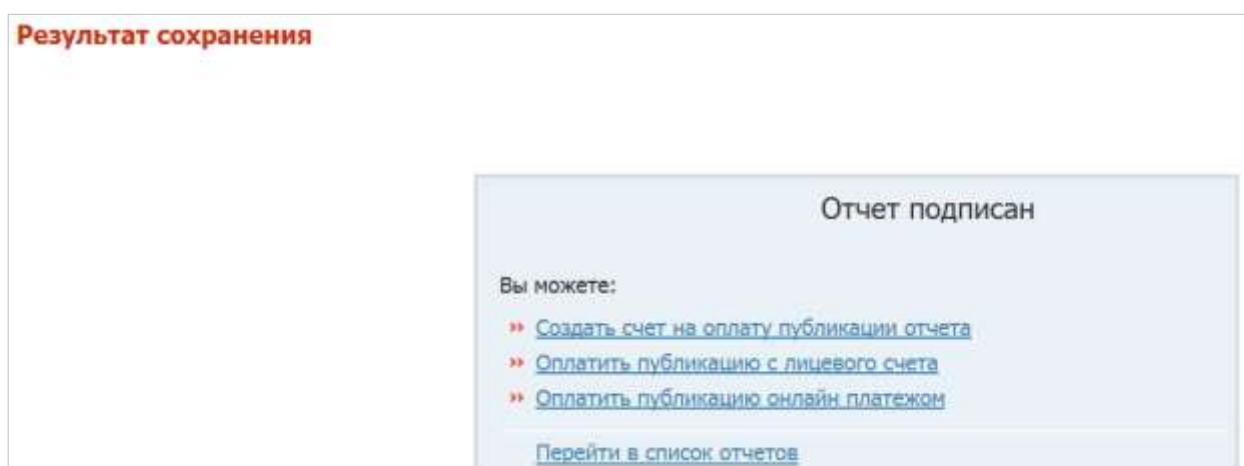 Результат сохранения
Отчет подписан
Вы можете:
» Создать счет на оплату публикации отчета
» Оплатить публикацию с лицевого счета
» Оплатить публикацию онлайн платежом
Перейти в список отчетов